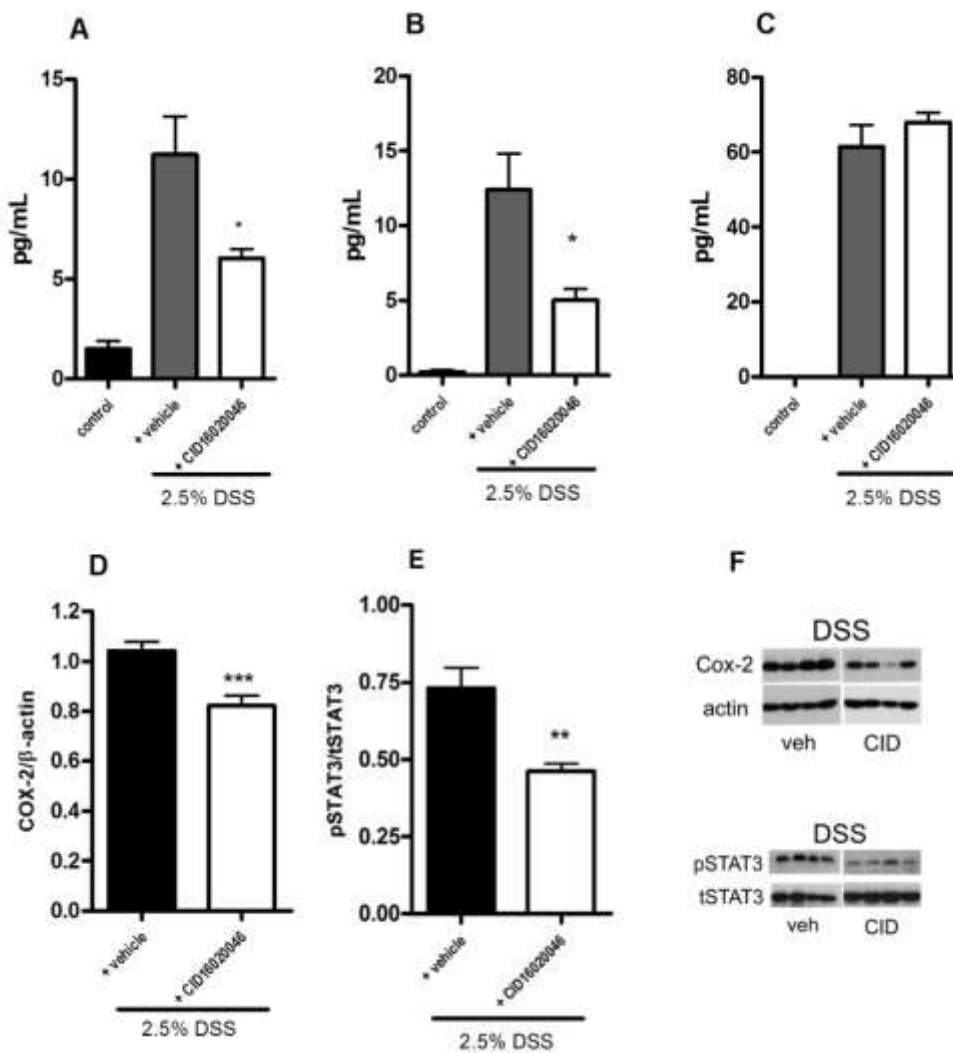 A
pg/mL
15
10
5
0
*
control
+ vehicle
+ CID16020046
2.5% DSS
B
pg/mL
20
15
10
5
0
*
control
+ vehicle
× CID16020046
2.5% DSS
C
pg/mL
80
60
40
20
0
control
+ vehicle
× CID16020046
2.5% DSS
D
COX-2/β-actin
1.2
1.0
0.8
0.6
0.4
0.2
0.0
***
+ vehicle
× CID16020046
2.5% DSS
E
pSTAT3/tSTAT3
1.00
0.75
0.50
0.25
0.00
**
+ vehicle
× CID16020046
2.5% DSS
F
DSS
Cox-2
actin
veh CID
DSS
pSTAT3
tSTAT3
veh CID